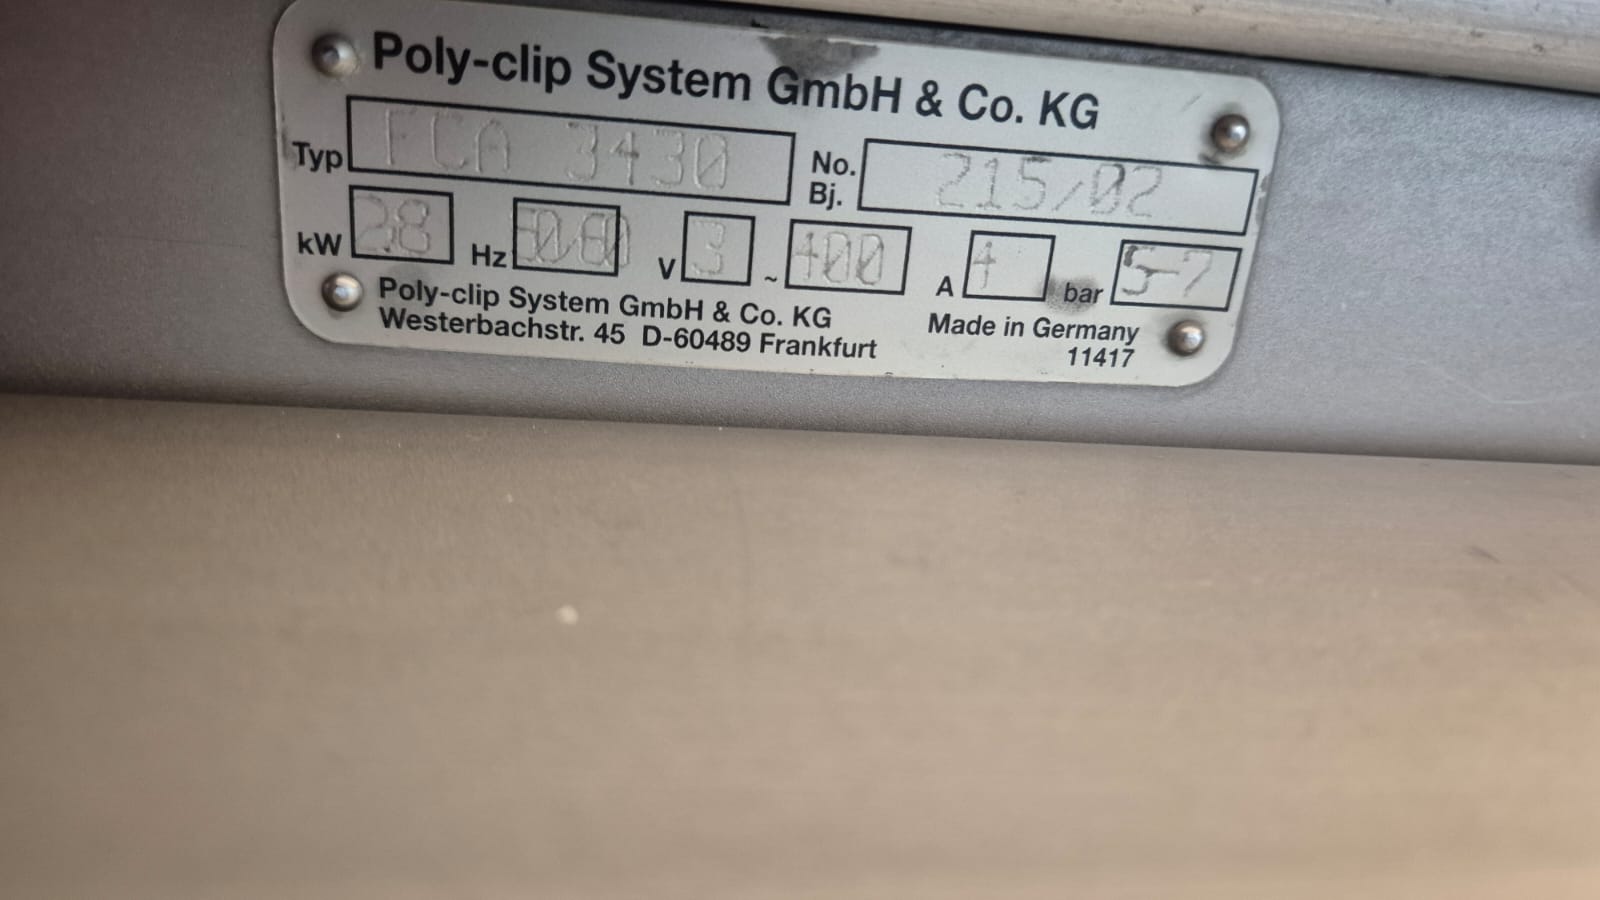 Poly-clip System GmbH & Co. KG
Typ FCA 3430 No. Bj. 215/02
kW 2.8 Hz 50/60 V 3 ~ 400 A 4 bar 5-7
Poly-clip System GmbH & Co. KG
Westerbachstr. 45 D-60489 Frankfurt
Made in Germany
11417